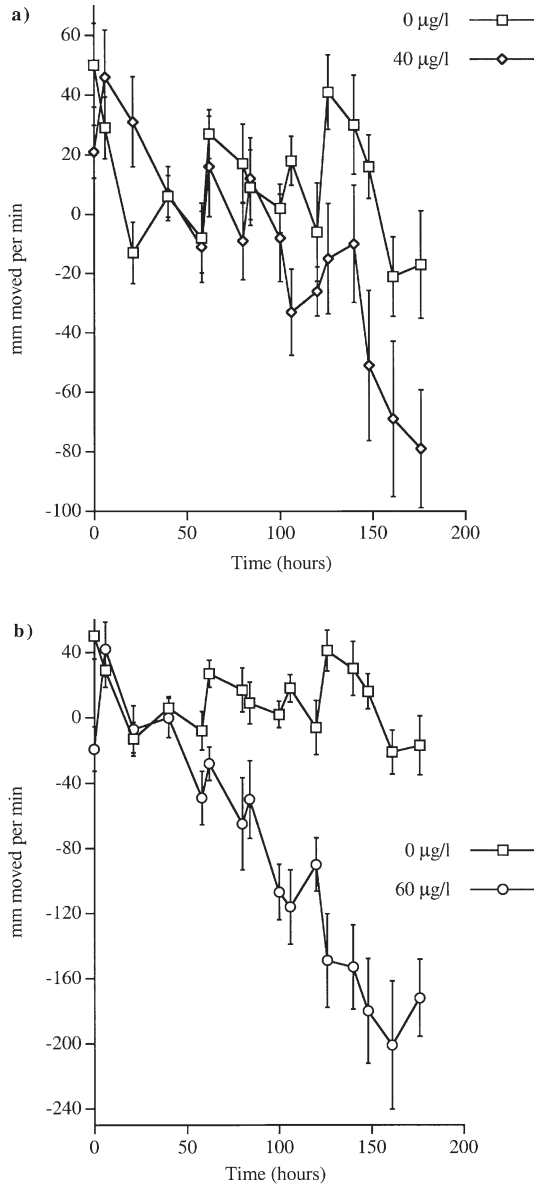 a)
0 µg/l
40 µg/l
mm moved per min
60
40
20
0
-20
-40
-60
-80
-100
0 50 100 150 200
Time (hours)
b)
mm moved per min
40
0
-40
-80
-120
-160
-200
-240
0 µg/l
60 µg/l
0 50 100 150 200
Time (hours)